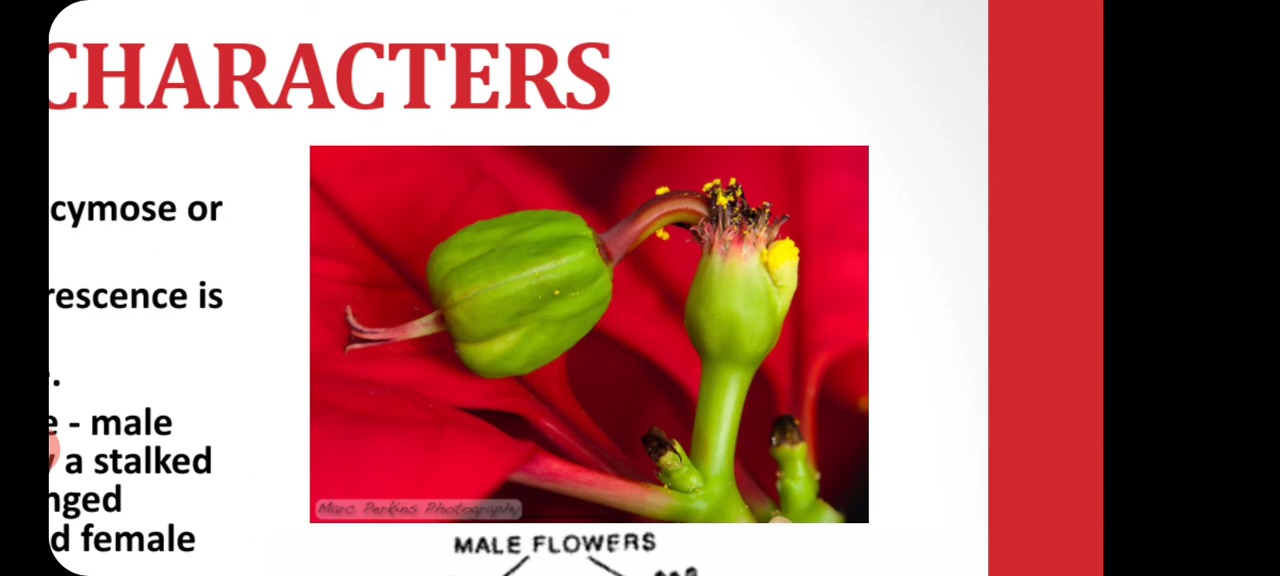 CHARACTERS
cymose or
rescence is
.
e - male
y a stalked
nged
d female
Marc Perkins Photography
MALE FLOWERS